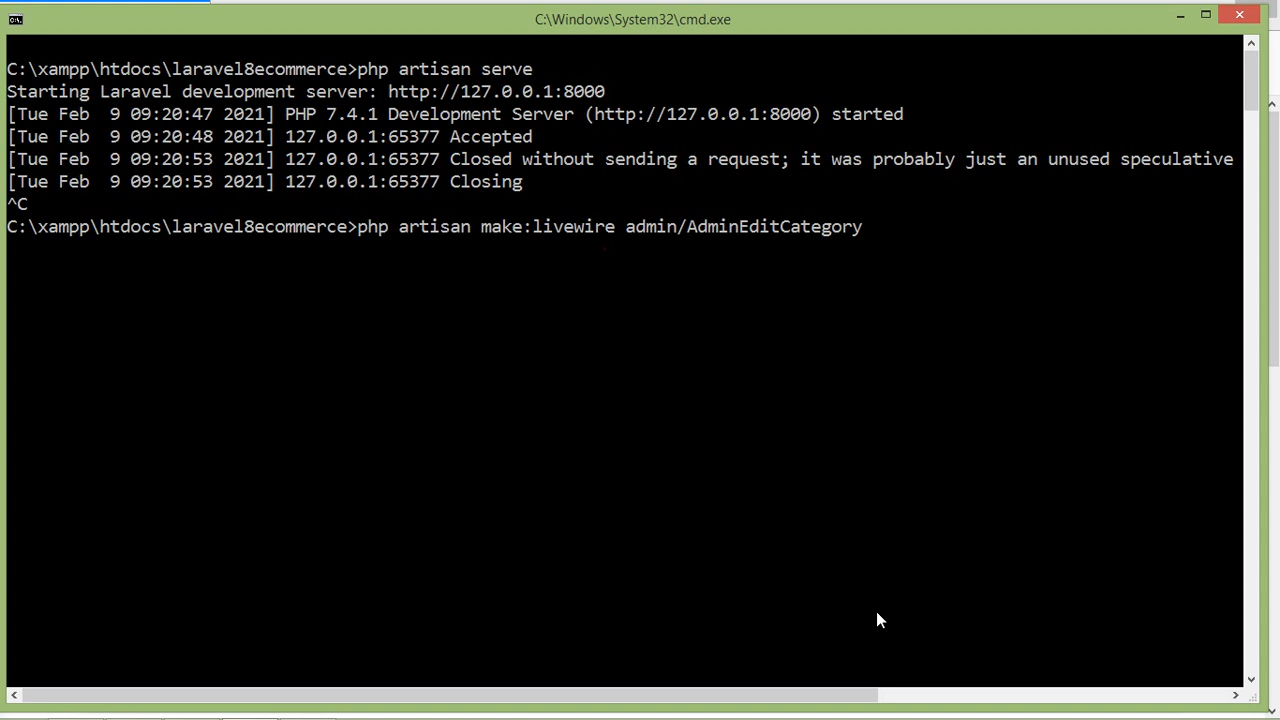 C:\Windows\System32\cmd.exe
C:\xampp\htdocs\laravel8ecommerce>php artisan serve
Starting Laravel development server: http://127.0.0.1:8000
[Tue Feb  9 09:20:47 2021] PHP 7.4.1 Development Server (http://127.0.0.1:8000) started
[Tue Feb  9 09:20:48 2021] 127.0.0.1:65377 Accepted
[Tue Feb  9 09:20:53 2021] 127.0.0.1:65377 Closed without sending a request; it was probably just an unused speculative
[Tue Feb  9 09:20:53 2021] 127.0.0.1:65377 Closing
^C
C:\xampp\htdocs\laravel8ecommerce>php artisan make:livewire admin/AdminEditCategory